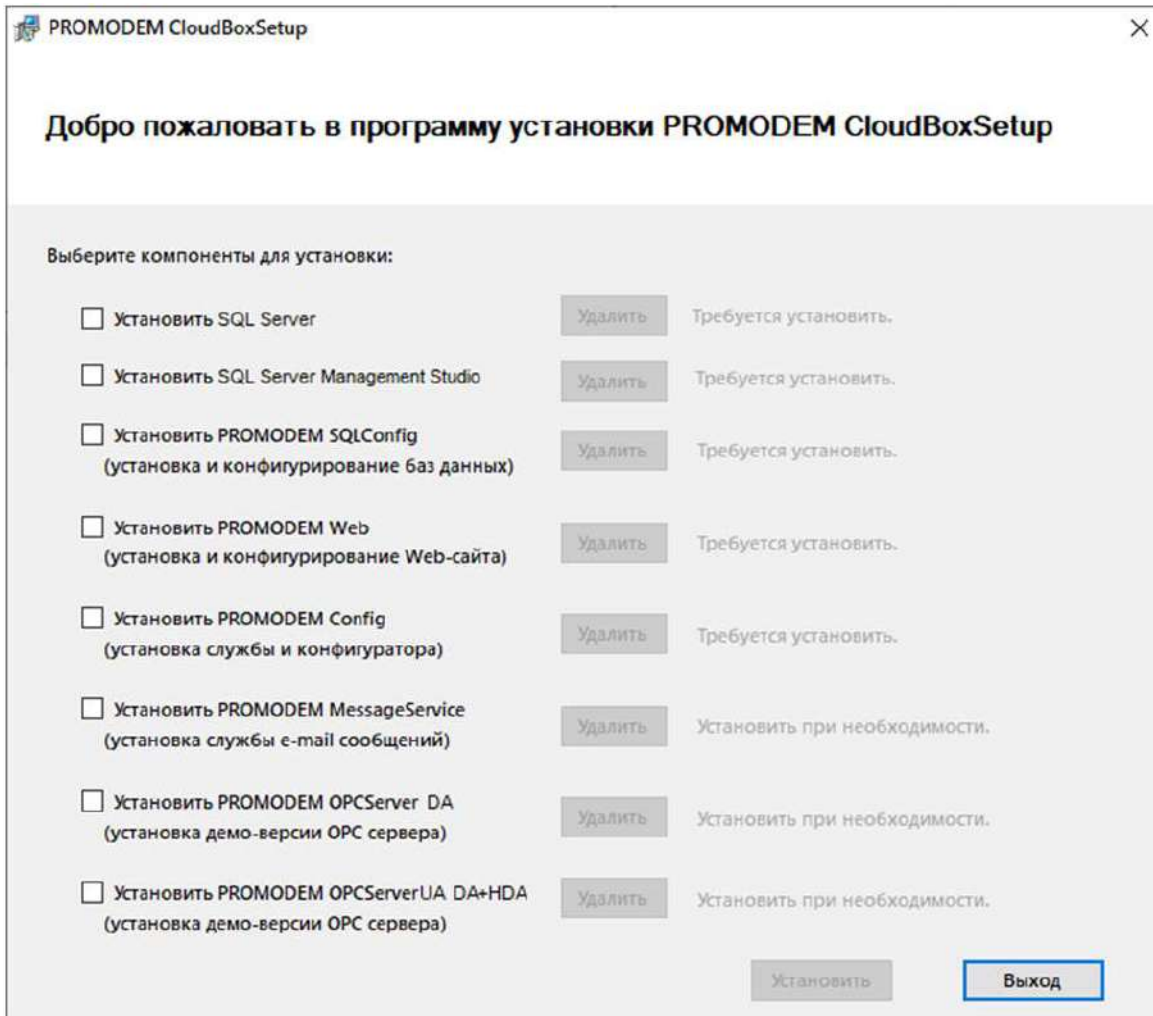 PROMODEM CloudBoxSetup
Добро пожаловать в программу установки PROMODEM CloudBoxSetup
Выберите компоненты для установки:
Установить SQL Server Удалить Требуется установить.
Установить SQL Server Management Studio Удалить Требуется установить.
Установить PROMODEM SQLConfig
(установка и конфигурирование баз данных) Удалить Требуется установить.
Установить PROMODEM Web
(установка и конфигурирование Web-сайта) Удалить Требуется установить.
Установить PROMODEM Config
(установка службы и конфигуратора) Удалить Требуется установить.
Установить PROMODEM MessageService
(установка службы e-mail сообщений) Удалить Установить при необходимости.
Установить PROMODEM OPCServer DA
(установка демо-версии OPC сервера) Удалить Установить при необходимости.
Установить PROMODEM OPCServerUA DA+HDA
(установка демо-версии OPC сервера) Удалить Установить при необходимости.
Установить Выход